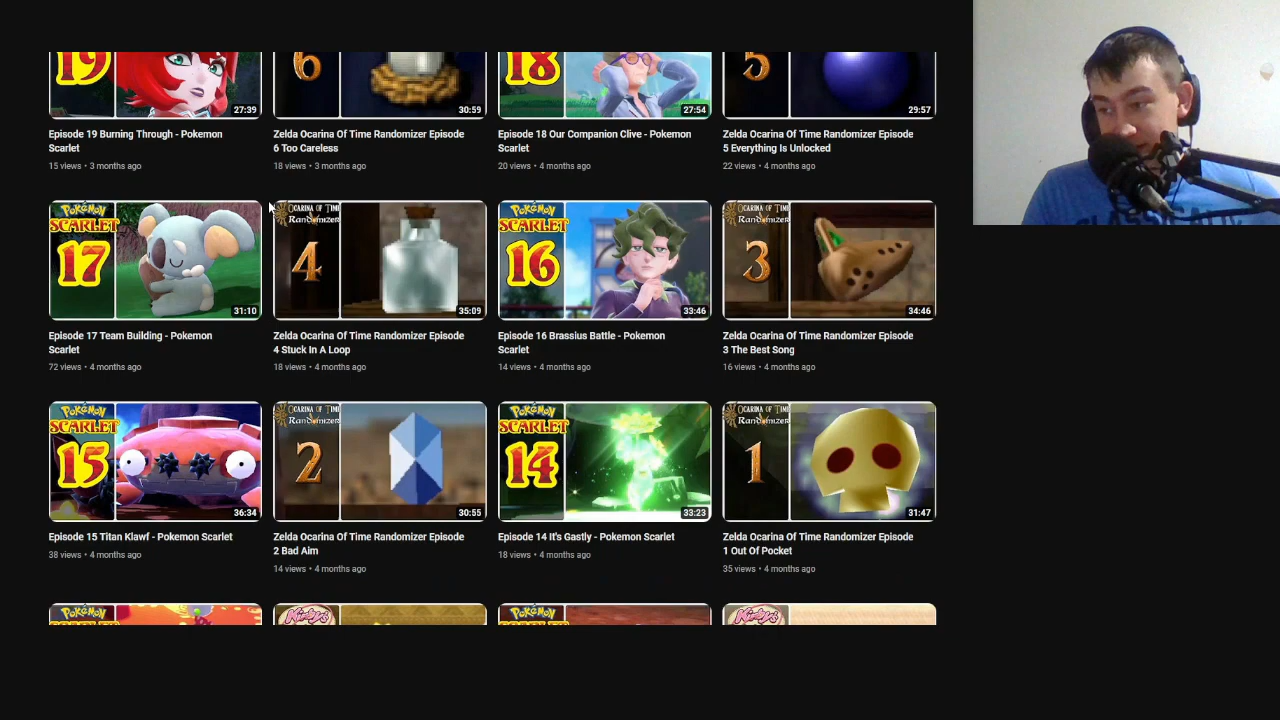 19
27:39
6
30:59
18
27:54
5
29:57
Episode 19 Burning Through - Pokemon
Scarlet
15 views • 3 months ago
Zelda Ocarina Of Time Randomizer Episode
6 Too Careless
18 views • 3 months ago
Episode 18 Our Companion Clive - Pokemon
Scarlet
20 views • 4 months ago
Zelda Ocarina Of Time Randomizer Episode
5 Everything Is Unlocked
22 views • 4 months ago
POKéMON
SCARLET
17
31:10
OCARINA OF TIME
RANDOMIZER
4
35:09
POKéMON
SCARLET
16
33:46
OCARINA OF TIME
RANDOMIZER
3
34:46
Episode 17 Team Building - Pokemon
Scarlet
72 views • 4 months ago
Zelda Ocarina Of Time Randomizer Episode
4 Stuck In A Loop
18 views • 4 months ago
Episode 16 Brassius Battle - Pokemon
Scarlet
14 views • 4 months ago
Zelda Ocarina Of Time Randomizer Episode
3 The Best Song
16 views • 4 months ago
POKéMON
SCARLET
15
36:34
OCARINA OF TIME
RANDOMIZER
2
30:55
POKéMON
SCARLET
14
33:23
OCARINA OF TIME
RANDOMIZER
1
31:47
Episode 15 Titan Klawf - Pokemon Scarlet
38 views • 4 months ago
Zelda Ocarina Of Time Randomizer Episode
2 Bad Aim
14 views • 4 months ago
Episode 14 It's Gastly - Pokemon Scarlet
18 views • 4 months ago
Zelda Ocarina Of Time Randomizer Episode
1 Out Of Pocket
35 views • 4 months ago
POKéMON
Kirby's
POKéMON
Kirby's